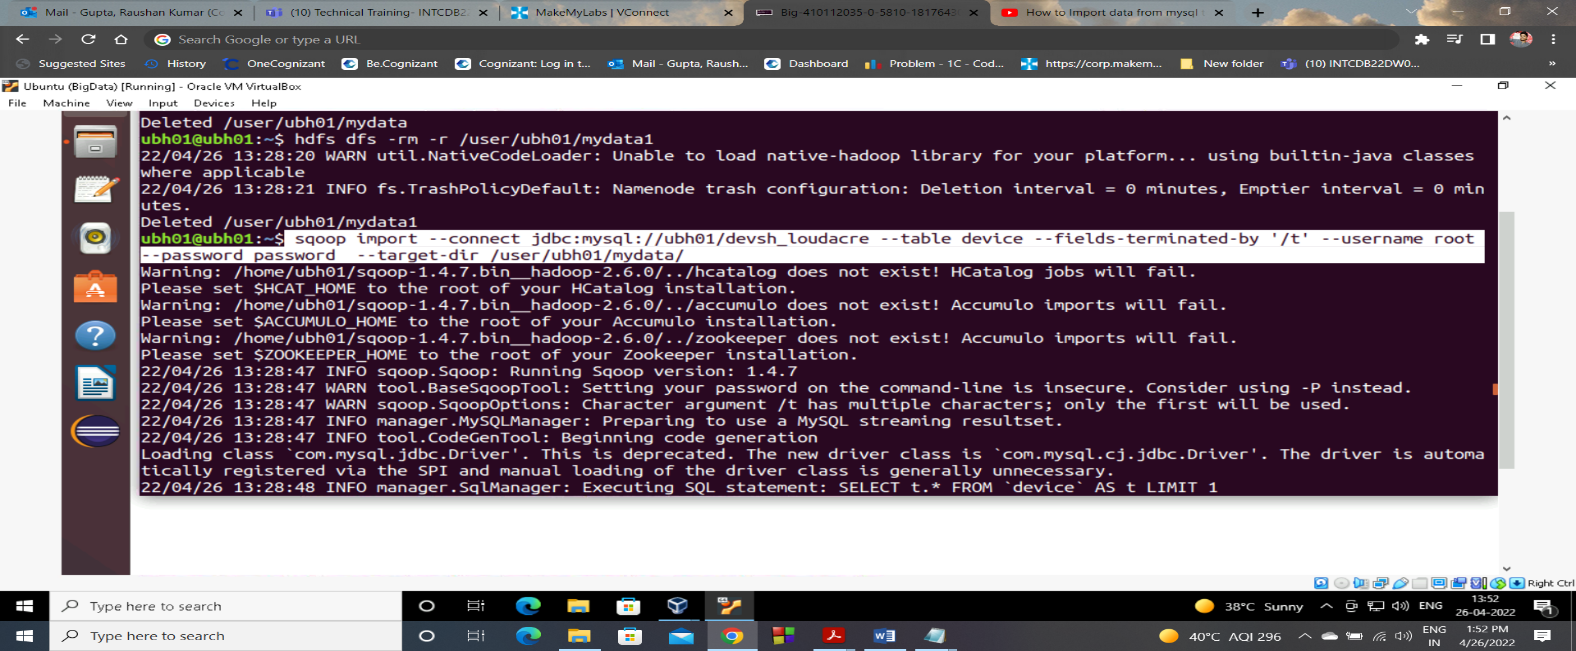 Mail - Gupta, Raushan Kumar (Co
(10) Technical Training- INTCDB2
MakeMyLabs | VConnect
Big-410112035-0-5810-1817643
How to Import data from mysql t
Search Google or type a URL
Suggested Sites
History
OneCognizant
Be.Cognizant
Cognizant: Log in t...
Mail - Gupta, Raush...
Dashboard
Problem - 1C - Cod...
https://corp.makem...
New folder
(10) INTCDB22DW0...
»
Ubuntu (BigData) [Running] - Oracle VM VirtualBox
File Machine View Input Devices Help
Deleted /user/ubh01/mydata
ubh01@ubh01:~$ hdfs dfs -rm -r /user/ubh01/mydata1
22/04/26 13:28:20 WARN util.NativeCodeLoader: Unable to load native-hadoop library for your platform... using builtin-java classes
where applicable
22/04/26 13:28:21 INFO fs.TrashPolicyDefault: Namenode trash configuration: Deletion interval = 0 minutes, Emptier interval = 0 min
utes.
Deleted /user/ubh01/mydata1
ubh01@ubh01:~$ sqoop import --connect jdbc:mysql://ubh01/devsh_loudacre --table device --fields-terminated-by '/t' --username root
--password password  --target-dir /user/ubh01/mydata/
Warning: /home/ubh01/sqoop-1.4.7.bin__hadoop-2.6.0/../hcatalog does not exist! HCatalog jobs will fail.
Please set $HCAT_HOME to the root of your HCatalog installation.
Warning: /home/ubh01/sqoop-1.4.7.bin__hadoop-2.6.0/../accumulo does not exist! Accumulo imports will fail.
Please set $ACCUMULO_HOME to the root of your Accumulo installation.
Warning: /home/ubh01/sqoop-1.4.7.bin__hadoop-2.6.0/../zookeeper does not exist! Accumulo imports will fail.
Please set $ZOOKEEPER_HOME to the root of your Zookeeper installation.
22/04/26 13:28:47 INFO sqoop.Sqoop: Running Sqoop version: 1.4.7
22/04/26 13:28:47 WARN tool.BaseSqoopTool: Setting your password on the command-line is insecure. Consider using -P instead.
22/04/26 13:28:47 WARN sqoop.SqoopOptions: Character argument /t has multiple characters; only the first will be used.
22/04/26 13:28:47 INFO manager.MySQLManager: Preparing to use a MySQL streaming resultset.
22/04/26 13:28:47 INFO tool.CodeGenTool: Beginning code generation
Loading class `com.mysql.jdbc.Driver'. This is deprecated. The new driver class is `com.mysql.cj.jdbc.Driver'. The driver is automa
tically registered via the SPI and manual loading of the driver class is generally unnecessary.
22/04/26 13:28:48 INFO manager.SqlManager: Executing SQL statement: SELECT t.* FROM `device` AS t LIMIT 1
Right Ctrl
Type here to search
38°C Sunny
ENG
13:52
26-04-2022
1
Type here to search
40°C AQI 296
ENG
IN
1:52 PM
4/26/2022